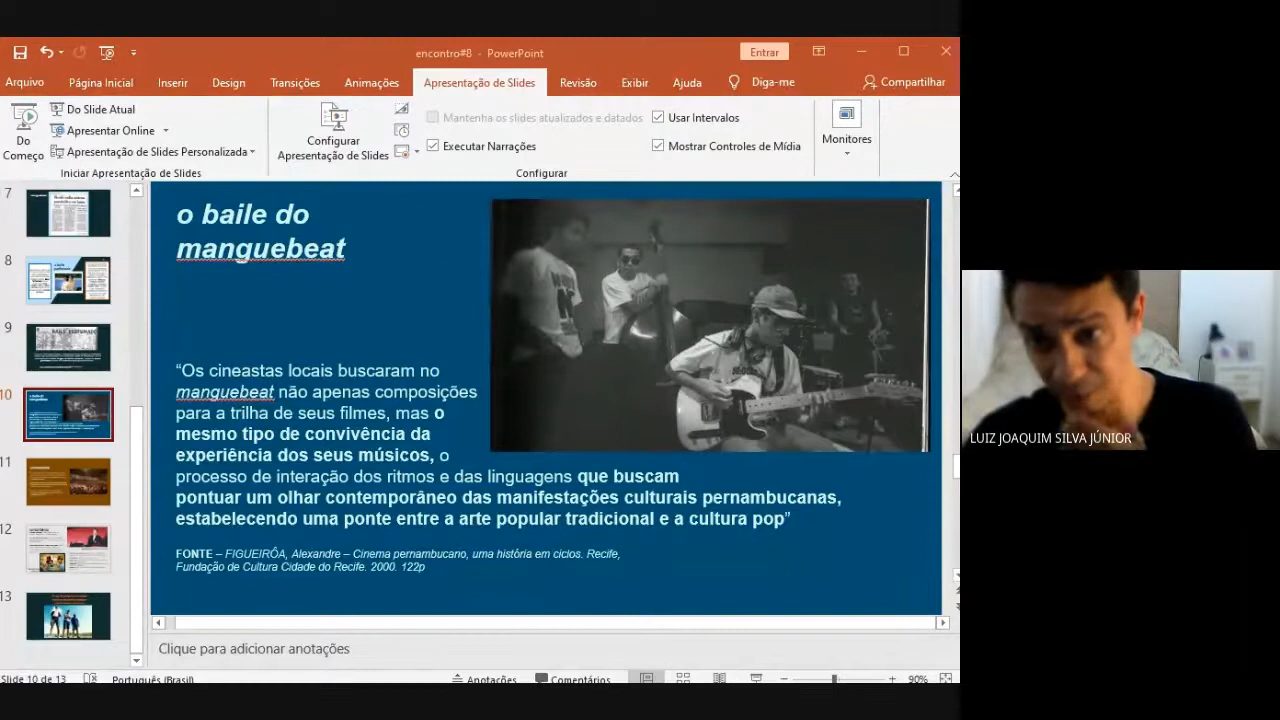 encontro#8 - PowerPoint
Entrar
Arquivo Página Inicial Inserir Design Transições Animações Apresentação de Slides Revisão Exibir Ajuda Diga-me Compartilhar
Do Começo
Do Slide Atual
Apresentar Online
Apresentação de Slides Personalizada
Iniciar Apresentação de Slides
Configurar
Apresentação de Slides
Mantenha os slides atualizados e datados
Executar Narrações
Usar Intervalos
Mostrar Controles de Mídia
Configurar
Monitores
7
8
9
10
11
12
13
o baile do
manguebeat
“Os cineastas locais buscaram no
manguebeat não apenas composições
para a trilha de seus filmes, mas o
mesmo tipo de convivência da
experiência dos seus músicos, o
processo de interação dos ritmos e das linguagens que buscam
pontuar um olhar contemporâneo das manifestações culturais pernambucanas,
estabelecendo uma ponte entre a arte popular tradicional e a cultura pop”
FONTE – FIGUEIRÔA, Alexandre – Cinema pernambucano, uma história em ciclos. Recife,
Fundação de Cultura Cidade do Recife. 2000. 122p
Clique para adicionar anotações
Slide 10 de 13 Português (Brasil) Anotações Comentários 90%
LUIZ JOAQUIM SILVA JÚNIOR